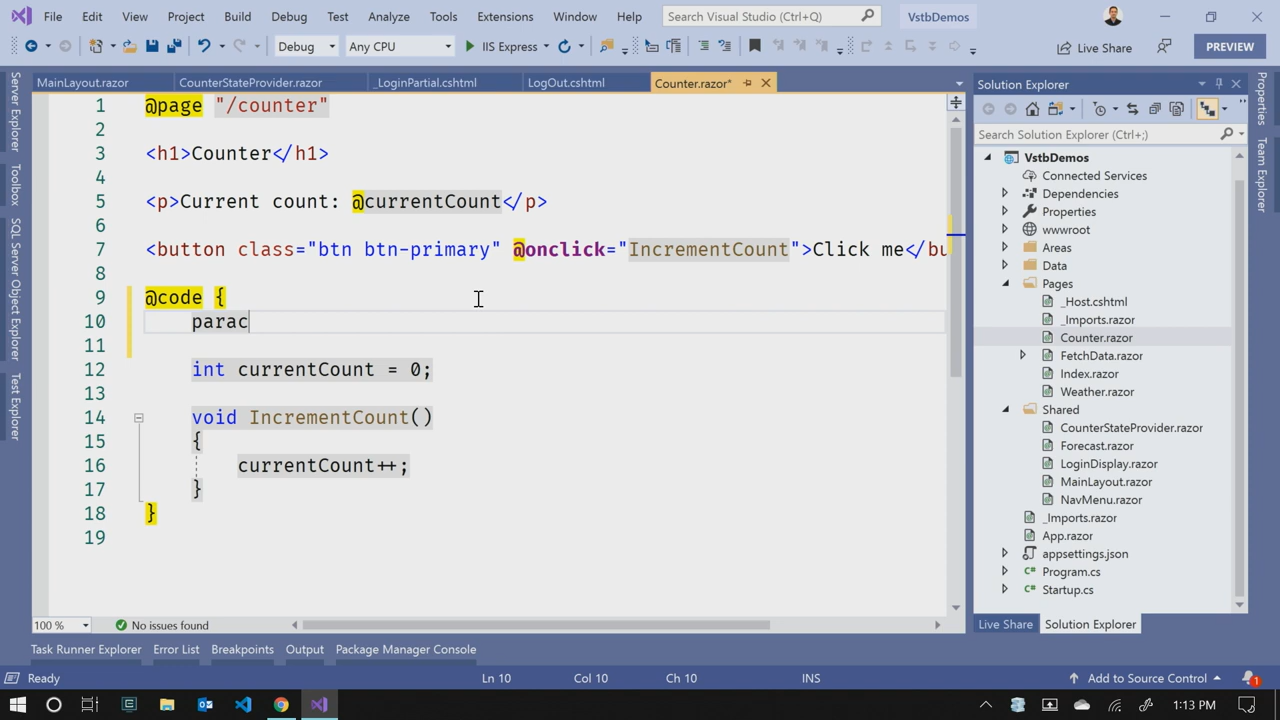 File Edit View Project Build Debug Test Analyze Tools Extensions Window Help Search Visual Studio (Ctrl+Q) VstbDemos
Debug Any CPU IIS Express Live Share PREVIEW
MainLayout.razor CounterStateProvider.razor _LoginPartial.cshtml LogOut.cshtml Counter.razor*
Server Explorer
Toolbox
SQL Server Object Explorer
Test Explorer
1 @page "/counter"
2
3 <h1>Counter</h1>
4
5 <p>Current count: @currentCount</p>
6
7 <button class="btn btn-primary" @onclick="IncrementCount">Click me</bu
8
9 @code {
10 parac
11
12 int currentCount = 0;
13
14 void IncrementCount()
15 {
16 currentCount++;
17 }
18 }
19
100 % No issues found
Solution Explorer
Search Solution Explorer (Ctrl+;)
VstbDemos
Connected Services
Dependencies
Properties
wwwroot
Areas
Data
Pages
_Host.cshtml
_Imports.razor
Counter.razor
FetchData.razor
Index.razor
Weather.razor
Shared
CounterStateProvider.razor
Forecast.razor
LoginDisplay.razor
MainLayout.razor
NavMenu.razor
_Imports.razor
App.razor
appsettings.json
Program.cs
Startup.cs
Live Share Solution Explorer
Properties
Team Explorer
Task Runner Explorer Error List Breakpoints Output Package Manager Console
Ready Ln 10 Col 10 Ch 10 INS Add to Source Control 1
1:13 PM